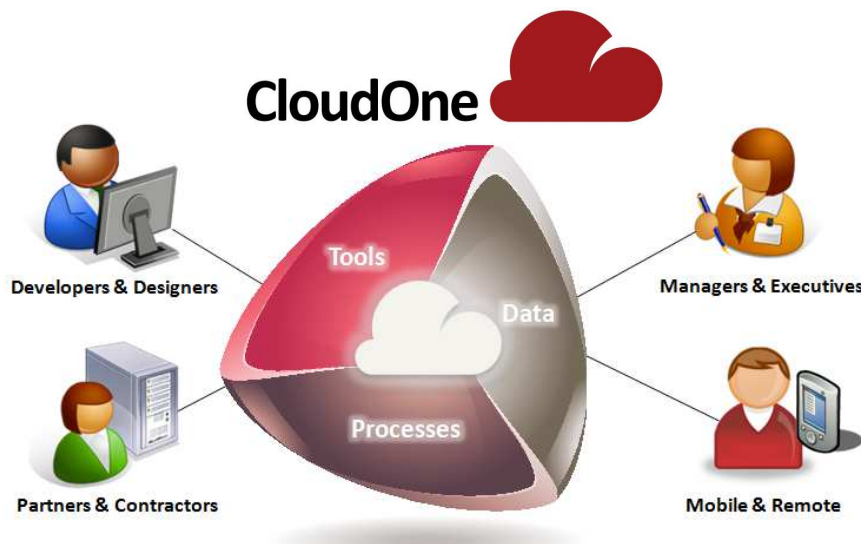 CloudOne
Tools
Data
Processes
Developers & Designers
Managers & Executives
Partners & Contractors
Mobile & Remote